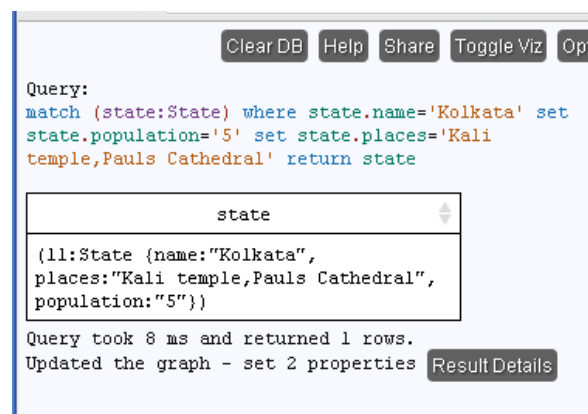 Clear DB Help Share Toggle Viz Op
Query:
match (state:State) where state.name='Kolkata' set
state.population='5' set state.places='Kali
temple,Pauls Cathedral' return state
state
(11:State {name:"Kolkata",
places:"Kali temple,Pauls Cathedral",
population:"5"})
Query took 8 ms and returned 1 rows.
Updated the graph - set 2 properties Result Details